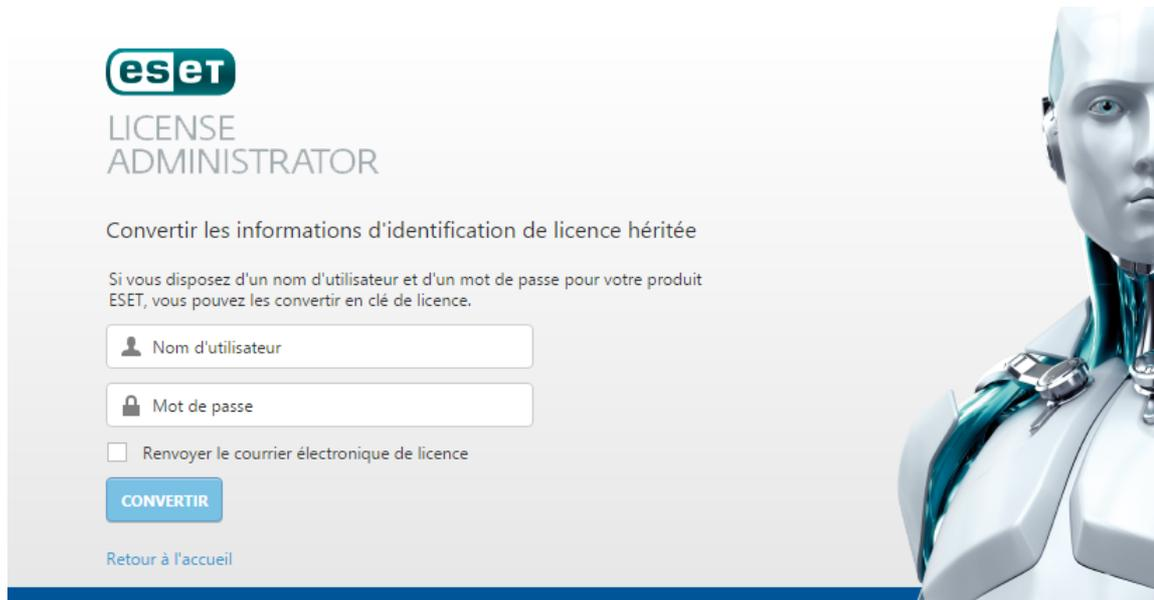 eset
LICENSE
ADMINISTRATOR
Convertir les informations d'identification de licence héritée
Si vous disposez d'un nom d'utilisateur et d'un mot de passe pour votre produit
ESET, vous pouvez les convertir en clé de licence.
Nom d'utilisateur
Mot de passe
Renvoyer le courrier électronique de licence
CONVERTIR
Retour à l'accueil